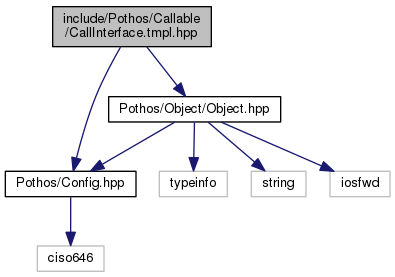 include/Pothos/Callable
/CallInterface.tmpl.hpp
Pothos/Object/Object.hpp
Pothos/Config.hpp
typeinfo
string
iosfwd
ciso646